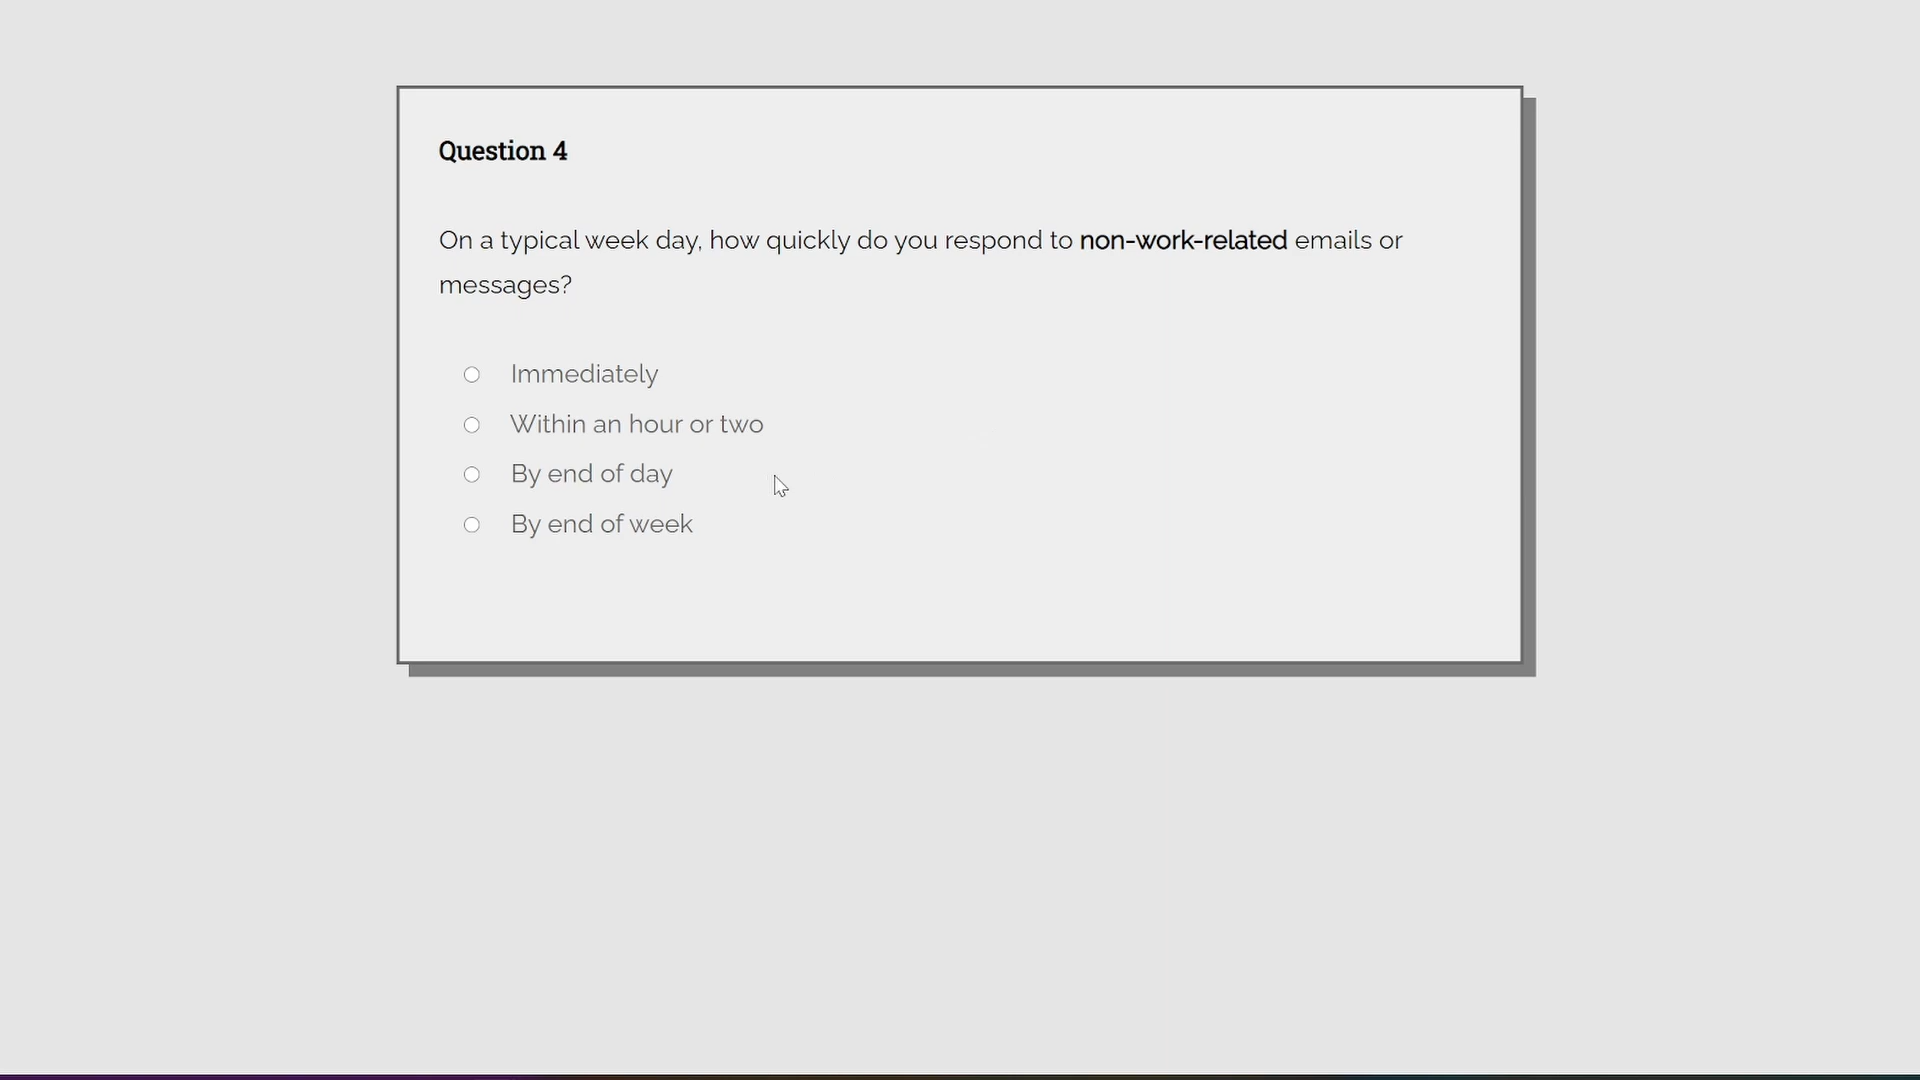 Question 4
On a typical week day, how quickly do you respond to non-work-related emails or
messages?
Immediately
Within an hour or two
By end of day
By end of week